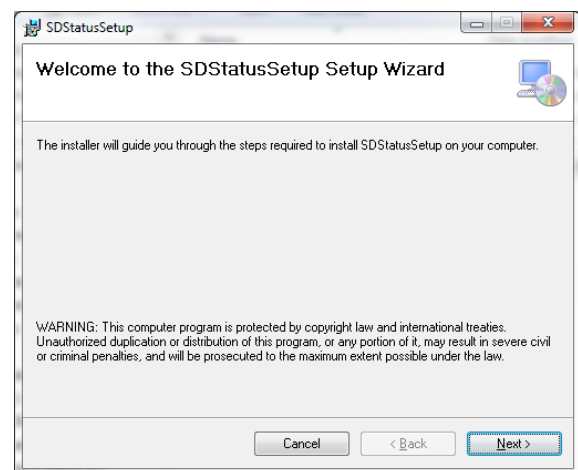 SDStatusSetup
Welcome to the SDStatusSetup Setup Wizard
The installer will guide you through the steps required to install SDStatusSetup on your computer.
WARNING: This computer program is protected by copyright law and international treaties.
Unauthorized duplication or distribution of this program, or any portion of it, may result in severe civil
or criminal penalties, and will be prosecuted to the maximum extent possible under the law.
Cancel
< Back
Next >